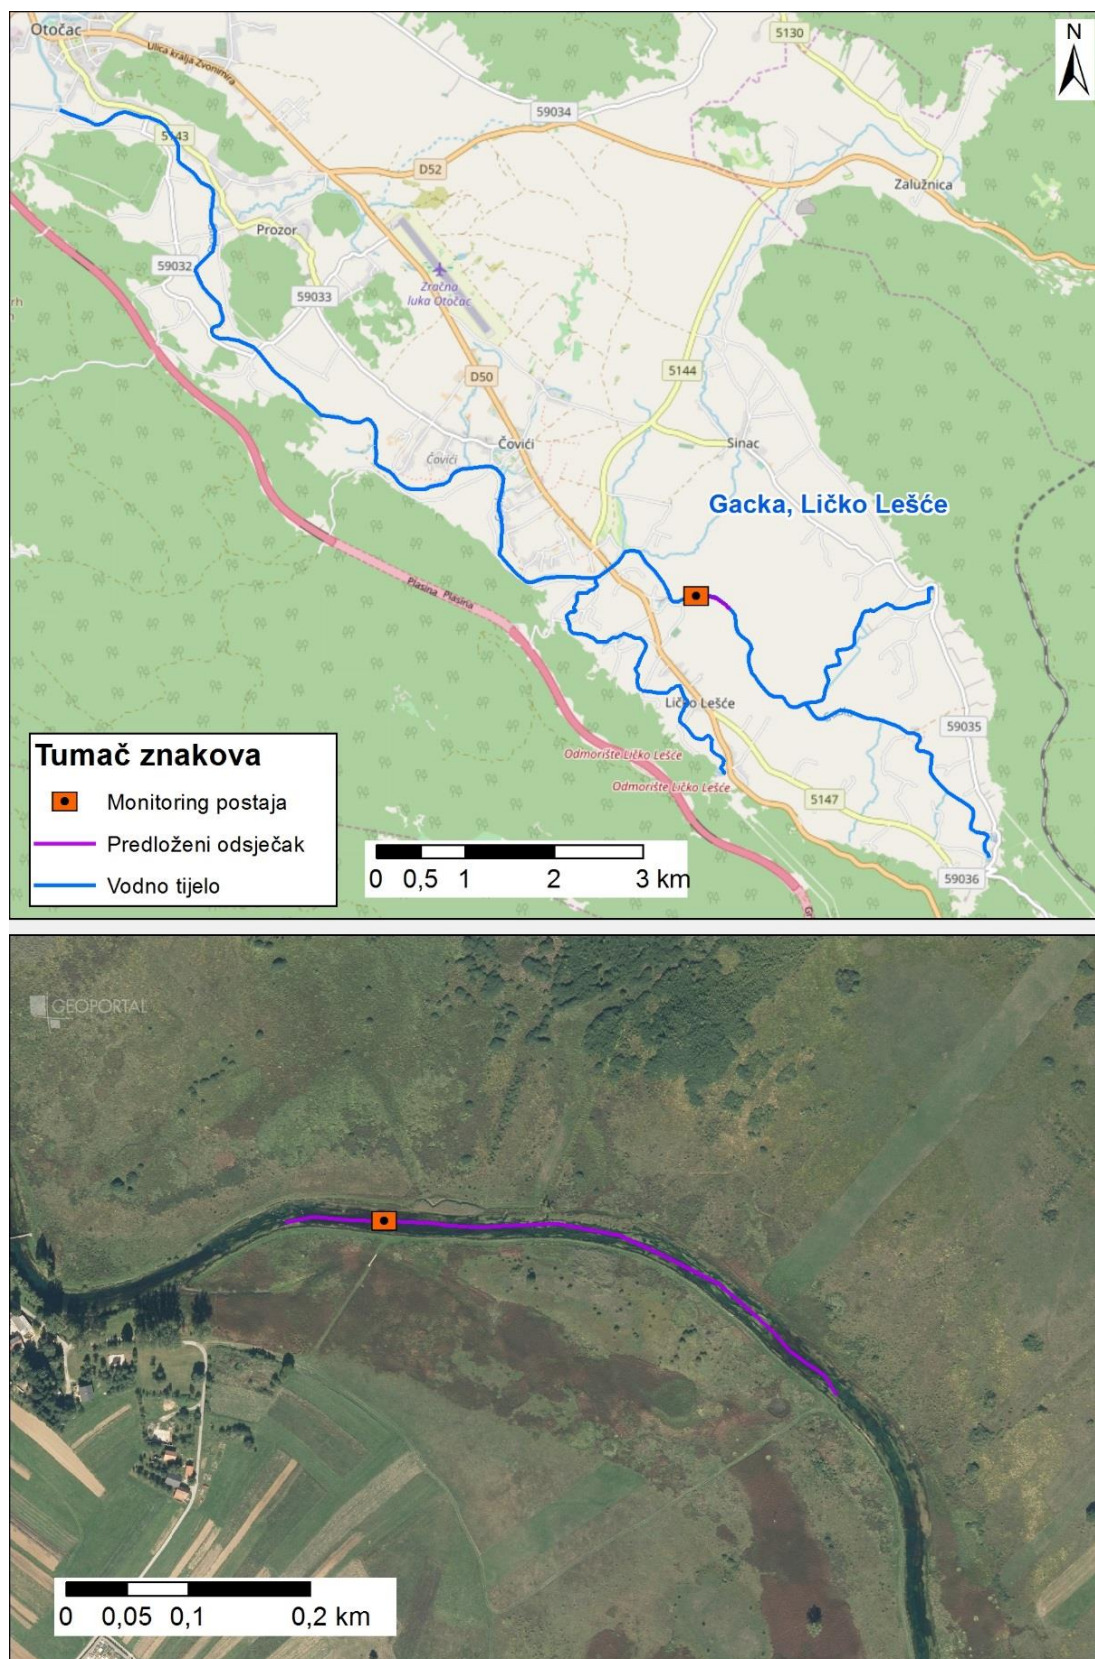 Otočac
Ulica kralja Zvonimira
5130
N
59034
5143
D52
Zalužnica
Prozor
59032
59033
Zračna
luka Otočac
5144
D50
Čovići
Sinac
Čovići
Gacka, Ličko Lešće
Plasina Plasina
Ličko Lešće
59035
Odmorište Ličko Lešće
Odmorište Ličko Lešće
5147
59036
Tumač znakova
Monitoring postaja
Predloženi odsječak
Vodno tijelo
0 0,5 1 2 3 km
GEOPORTAL
0 0,05 0,1 0,2 km